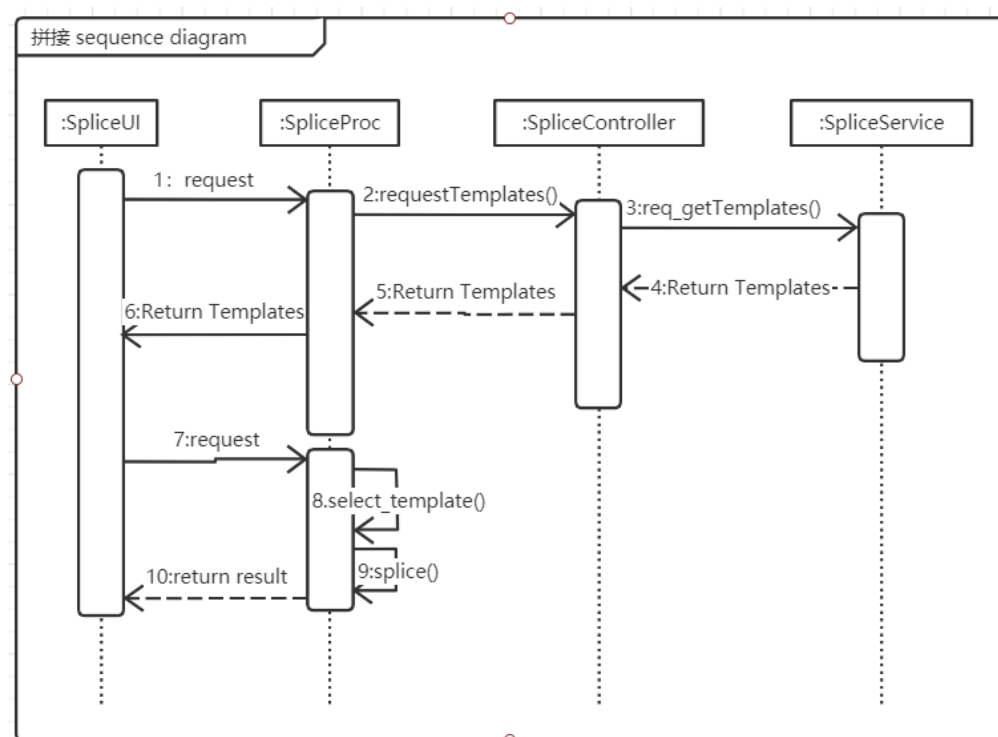 拼接 sequence diagram
:SpliceUI
:SpliceProc
:SpliceController
:SpliceService
1：request
2:requestTemplates()
3:req_getTemplates()
4:Return Templates
5:Return Templates
6:Return Templates
7:request
8.select_template()
9:splice()
10:return result